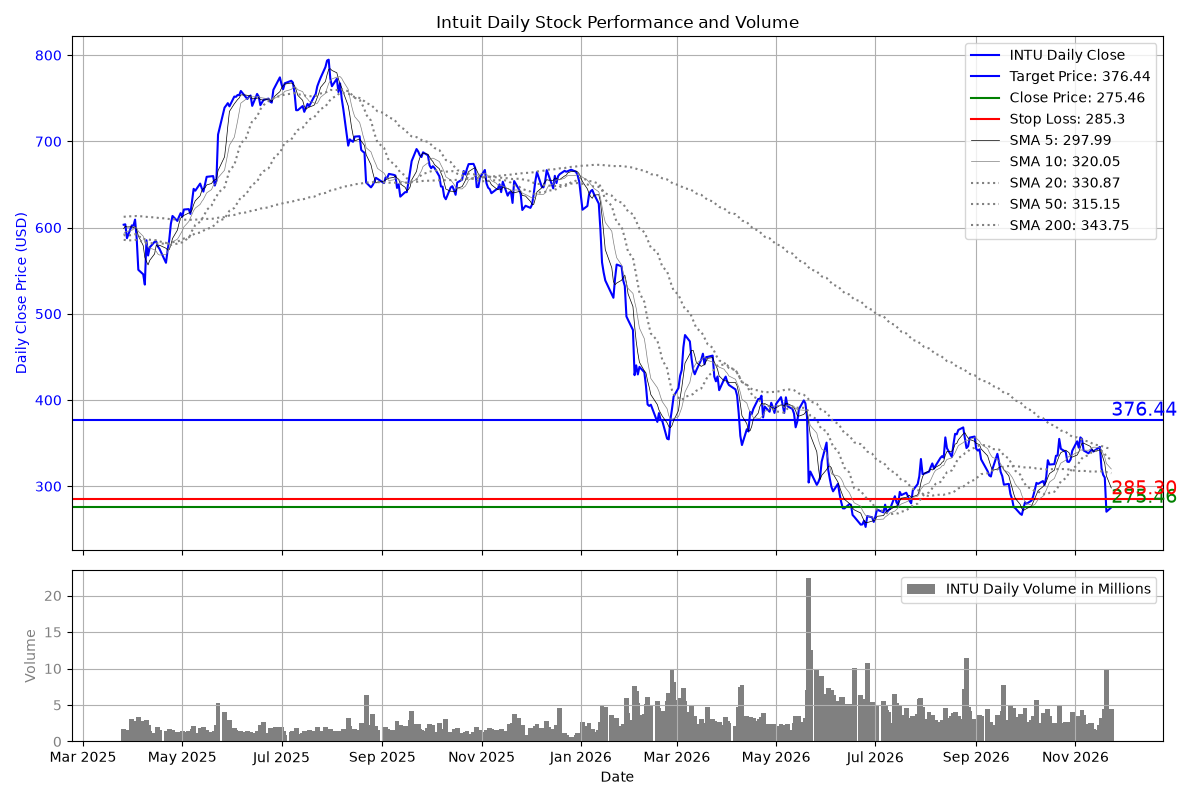 Intuit Daily Stock Performance and Volume
Daily Close Price (USD)
800
700
600
500
400
300
INTU Daily Close
Target Price: 376.44
Close Price: 275.46
Stop Loss: 285.3
SMA 5: 297.99
SMA 10: 320.05
SMA 20: 330.87
SMA 50: 315.15
SMA 200: 343.75
376.44
285.30
275.46
Volume
20
15
10
5
0
INTU Daily Volume in Millions
Mar 2025
May 2025
Jul 2025
Sep 2025
Nov 2025
Jan 2026
Mar 2026
May 2026
Jul 2026
Sep 2026
Nov 2026
Date